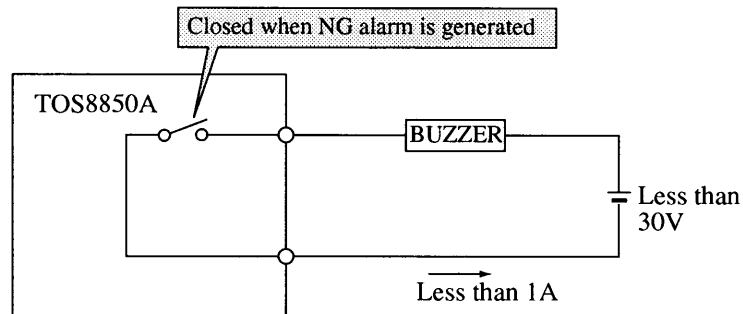 Closed when NG alarm is generated
TOS8850A
BUZZER
Less than
30V
Less than 1A